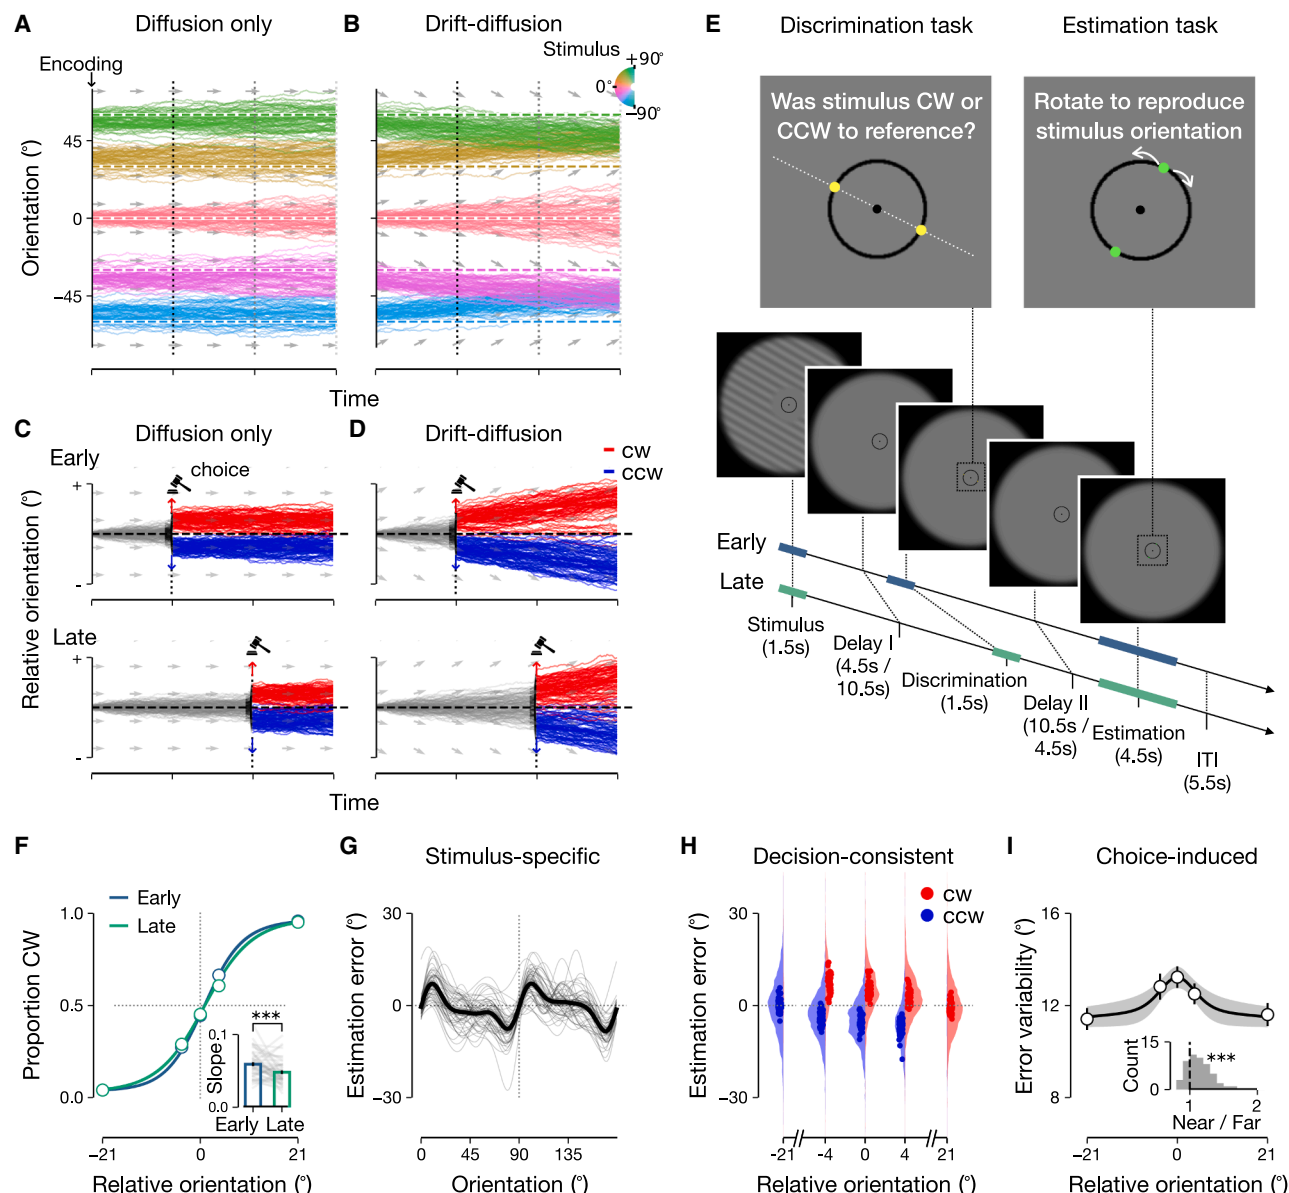 A
Diffusion only
Encoding
Orientation (°)
45
0
−45
B
Drift-diffusion
Stimulus
+90°
0°
−90°
Time
C
Diffusion only
Early
choice
+
-
Late
+
-
Relative orientation (°)
D
Drift-diffusion
CW
CCW
Time
E
Discrimination task
Estimation task
Was stimulus CW or
CCW to reference?
Rotate to reproduce
stimulus orientation
Early
Late
Stimulus
(1.5s)
Delay I
(4.5s /
10.5s)
Discrimination
(1.5s)
Delay II
(10.5s /
4.5s)
Estimation
(4.5s)
ITI
(5.5s)
F
Early
Late
Proportion CW
1.0
0.5
0.0
***
Slope
0.1
0.0
Early Late
−21 0 21
Relative orientation (°)
G
Stimulus-specific
Estimation error (°)
30
0
−30
0 45 90 135
Orientation (°)
H
Decision-consistent
CW
CCW
Estimation error (°)
30
0
−30
-21 -4 0 4 21
Relative orientation (°)
I
Choice-induced
Error variability (°)
16
12
8
Count
15
0
***
1 2
Near / Far
−21 0 21
Relative orientation (°)